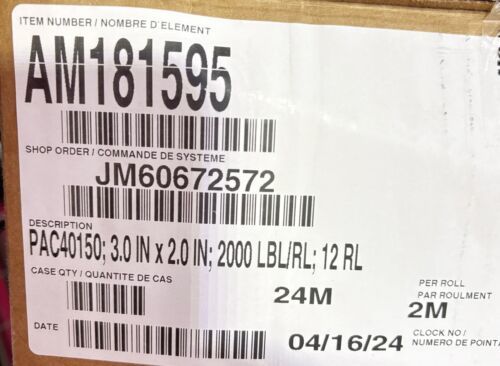 ITEM NUMBER / NOMBRE D'ELEMENT
AM181595
SHOP ORDER / COMMANDE DE SYSTEME
JM60672572
DESCRIPTION
PAC40150; 3.0 IN x 2.0 IN; 2000 LBL/RL; 12 RL
CASE QTY / QUANTITE DE CAS
24M
PER ROLL
PAR ROULMENT
2M
DATE
04/16/24
CLOCK NO /
NUMERO DE POINTA